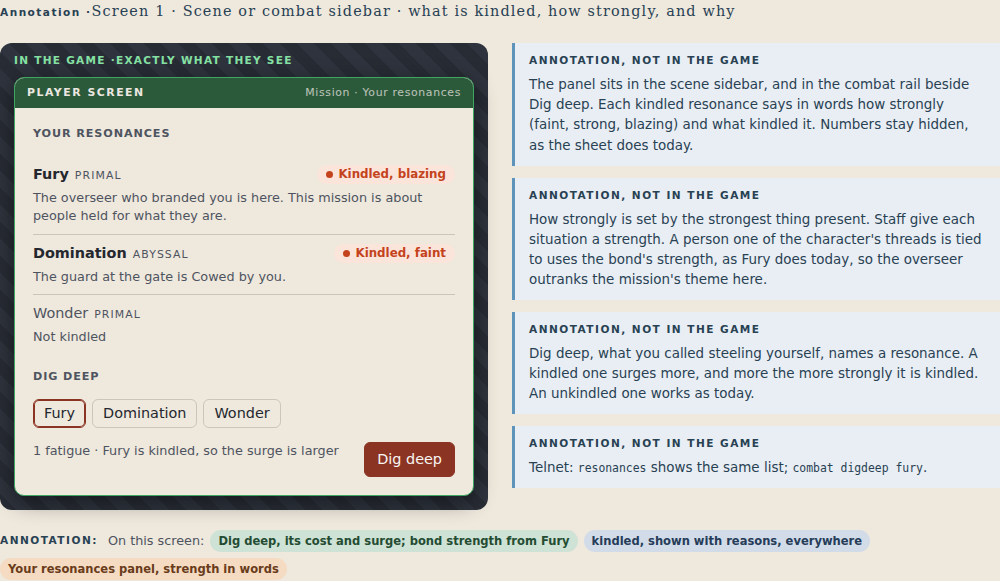 Annotation ·Screen 1 · Scene or combat sidebar · what is kindled, how strongly, and why
IN THE GAME ·EXACTLY WHAT THEY SEE
PLAYER SCREEN
Mission · Your resonances
YOUR RESONANCES
Fury PRIMAL
Kindled, blazing
The overseer who branded you is here. This mission is about
people held for what they are.
Domination ABYSSAL
Kindled, faint
The guard at the gate is Cowed by you.
Wonder PRIMAL
Not kindled
DIG DEEP
Fury
Domination
Wonder
1 fatigue · Fury is kindled, so the surge is larger
Dig deep
ANNOTATION, NOT IN THE GAME
The panel sits in the scene sidebar, and in the combat rail beside
Dig deep. Each kindled resonance says in words how strongly
(faint, strong, blazing) and what kindled it. Numbers stay hidden,
as the sheet does today.
ANNOTATION, NOT IN THE GAME
How strongly is set by the strongest thing present. Staff give each
situation a strength. A person one of the character's threads is tied
to uses the bond's strength, as Fury does today, so the overseer
outranks the mission's theme here.
ANNOTATION, NOT IN THE GAME
Dig deep, what you called steeling yourself, names a resonance. A
kindled one surges more, and more the more strongly it is kindled.
An unkindled one works as today.
ANNOTATION, NOT IN THE GAME
Telnet: resonances shows the same list; combat digdeep fury.
ANNOTATION: On this screen: Dig deep, its cost and surge; bond strength from Fury kindled, shown with reasons, everywhere
Your resonances panel, strength in words